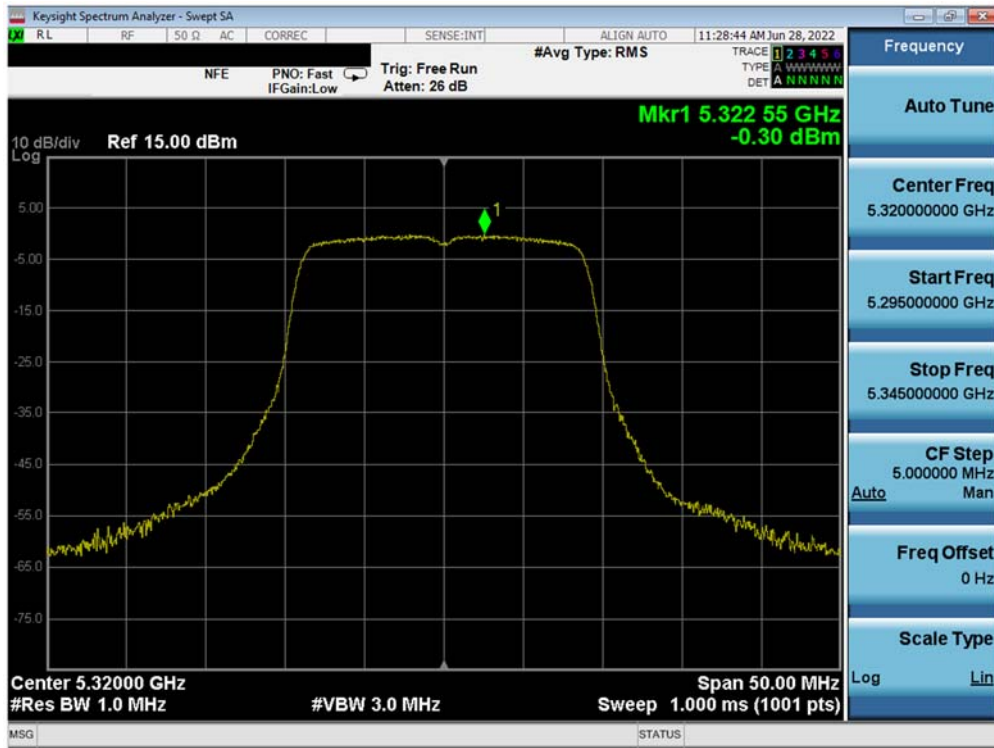 Keysight Spectrum Analyzer - Swept SA
LXI RL RF 50 Ω AC CORREC SENSE:INT ALIGN AUTO 11:28:44 AM Jun 28, 2022
#Avg Type: RMS
TRACE 1 2 3 4 5 6
TYPE A WWWWW
DET A N N N N N
NFE PNO: Fast Trig: Free Run
IFGain:Low Atten: 26 dB
Mkr1 5.322 55 GHz
-0.30 dBm
10 dB/div Ref 15.00 dBm
Log
1
5.00
-5.00
-15.0
-25.0
-35.0
-45.0
-55.0
-65.0
-75.0
Center 5.32000 GHz Span 50.00 MHz
#Res BW 1.0 MHz #VBW 3.0 MHz Sweep 1.000 ms (1001 pts)
MSG STATUS
Frequency
Auto Tune
Center Freq
5.320000000 GHz
Start Freq
5.295000000 GHz
Stop Freq
5.345000000 GHz
CF Step
5.000000 MHz
Auto Man
Freq Offset
0 Hz
Scale Type
Log Lin